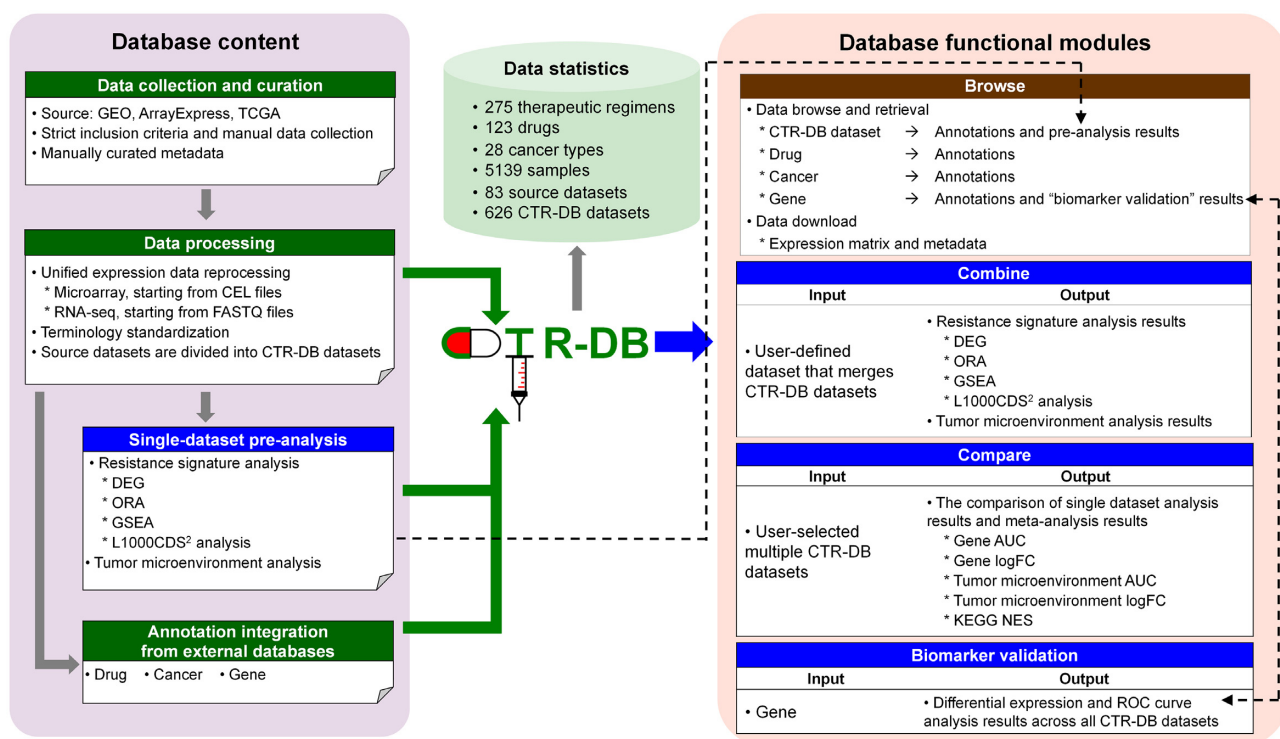 Database content
Data collection and curation
• Source: GEO, ArrayExpress, TCGA
• Strict inclusion criteria and manual data collection
• Manually curated metadata
Data processing
• Unified expression data reprocessing
* Microarray, starting from CEL files
* RNA-seq, starting from FASTQ files
• Terminology standardization
• Source datasets are divided into CTR-DB datasets
Single-dataset pre-analysis
• Resistance signature analysis
* DEG
* ORA
* GSEA
* L1000CDS² analysis
• Tumor microenvironment analysis
Annotation integration
from external databases
• Drug • Cancer • Gene
Data statistics
• 275 therapeutic regimens
• 123 drugs
• 28 cancer types
• 5139 samples
• 83 source datasets
• 626 CTR-DB datasets
TR-DB
Database functional modules
Browse
• Data browse and retrieval
* CTR-DB dataset → Annotations and pre-analysis results
* Drug → Annotations
* Cancer → Annotations
* Gene → Annotations and “biomarker validation” results
• Data download
* Expression matrix and metadata
Combine
Input Output
• User-defined
dataset that merges
CTR-DB datasets
• Resistance signature analysis results
* DEG
* ORA
* GSEA
* L1000CDS² analysis
• Tumor microenvironment analysis results
Compare
Input Output
• User-selected
multiple CTR-DB
datasets
• The comparison of single dataset analysis
results and meta-analysis results
* Gene AUC
* Gene logFC
* Tumor microenvironment AUC
* Tumor microenvironment logFC
* KEGG NES
Biomarker validation
Input Output
• Gene
• Differential expression and ROC curve
analysis results across all CTR-DB datasets